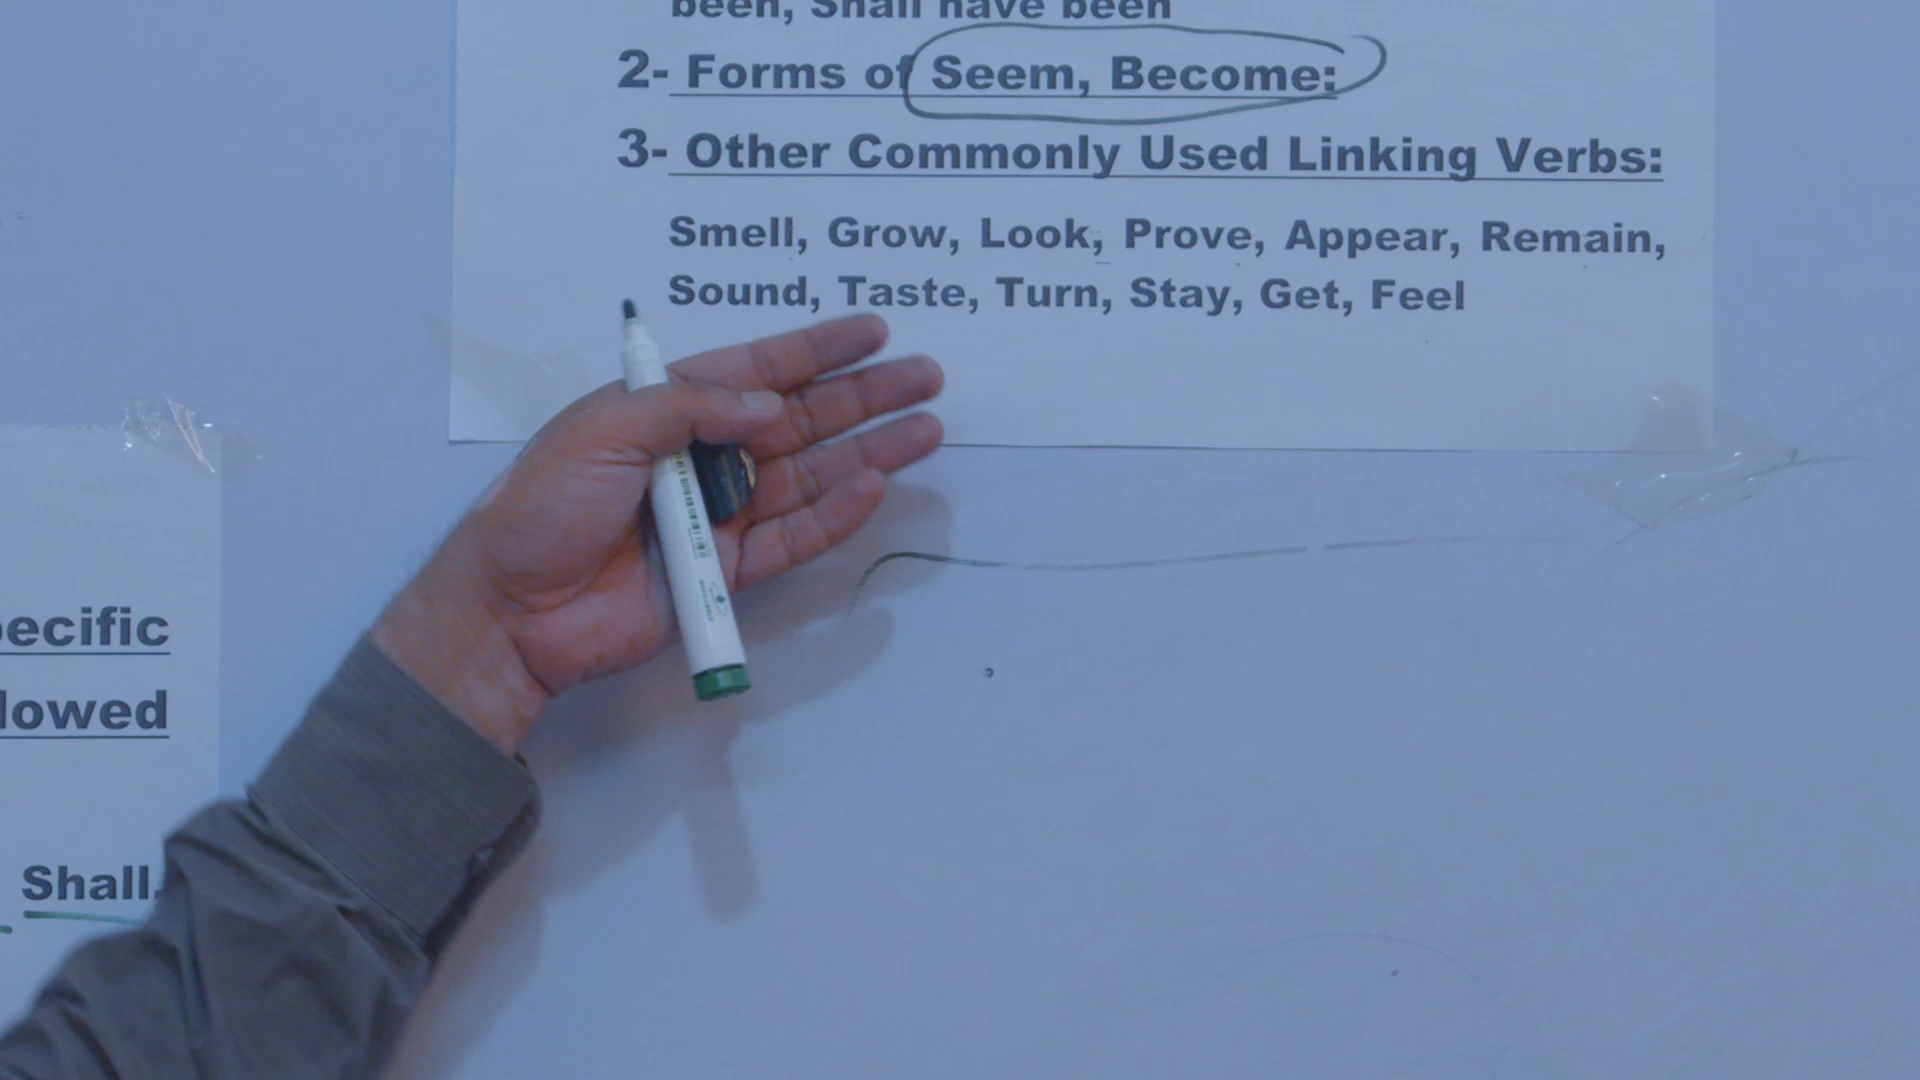 been, Shall have been
2- Forms of Seem, Become:
3- Other Commonly Used Linking Verbs:
Smell, Grow, Look, Prove, Appear, Remain,
Sound, Taste, Turn, Stay, Get, Feel
ecific
lowed
Shall.